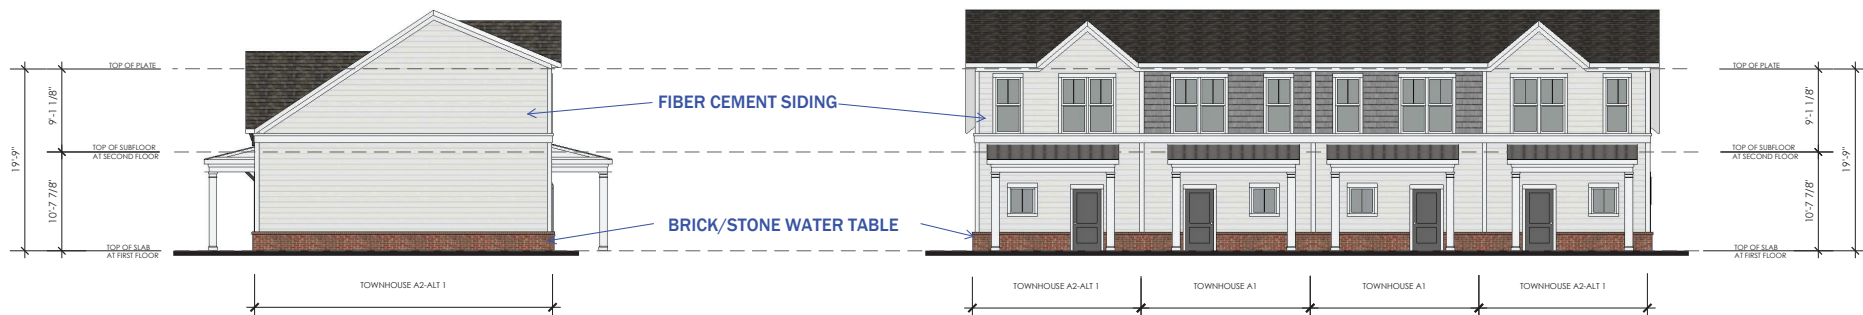 TOP OF PLATE
9'-1 1/8"
FIBER CEMENT SIDING
TOP OF SUBFLOOR
AT SECOND FLOOR
19'-9"
10'-7 7/8"
BRICK/STONE WATER TABLE
TOP OF SLAB
AT FIRST FLOOR
TOWNHOUSE A2-ALT 1
TOP OF PLATE
9'-1 1/8"
TOP OF SUBFLOOR
AT SECOND FLOOR
19'-9"
10'-7 7/8"
TOP OF SLAB
AT FIRST FLOOR
TOWNHOUSE A2-ALT 1
TOWNHOUSE A1
TOWNHOUSE A1
TOWNHOUSE A2-ALT 1